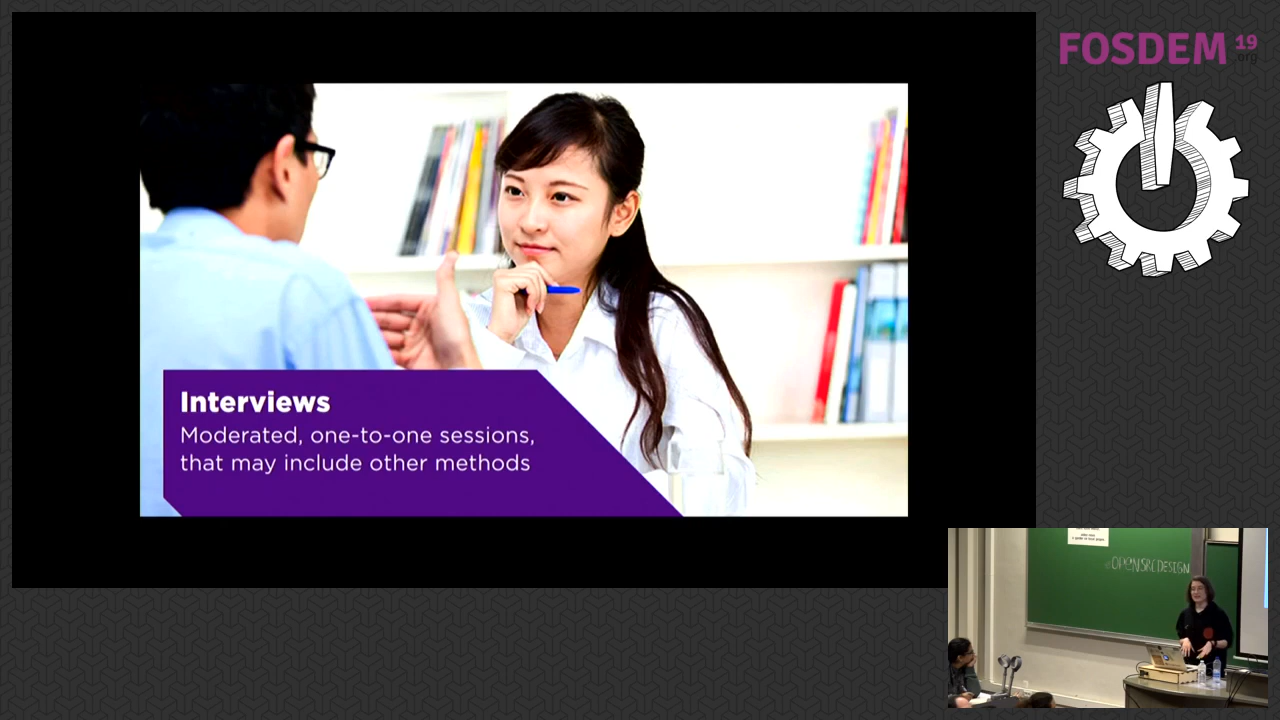 FOSDEM 19
.org
Interviews
Moderated, one-to-one sessions,
that may include other methods
@OPENSRCDESIGN